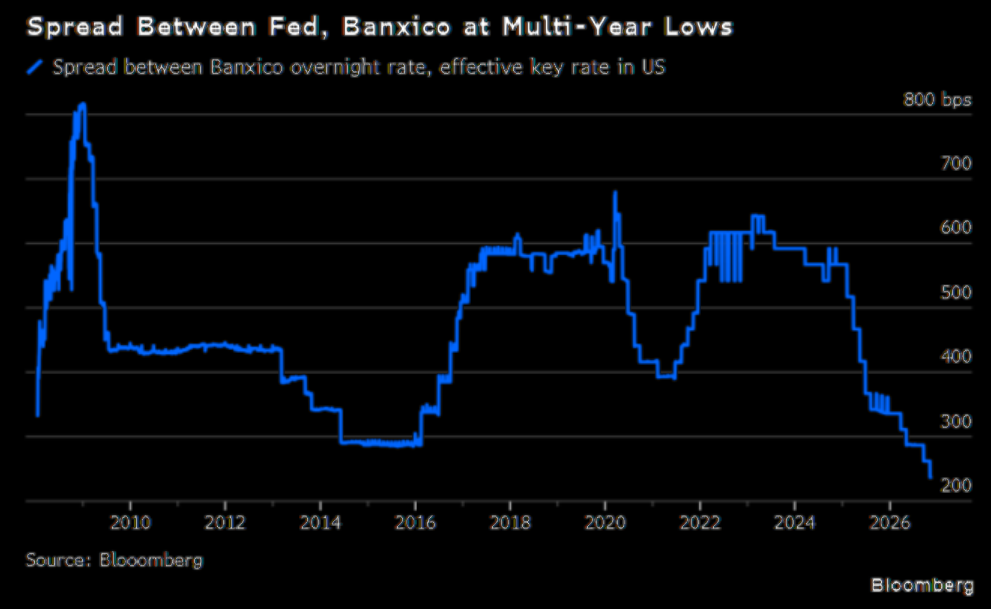 Spread Between Fed, Banxico at Multi-Year Lows
Spread between Banxico overnight rate, effective key rate in US
800 bps
700
600
500
400
300
200
2010 2012 2014 2016 2018 2020 2022 2024 2026
Source: Blooomberg
Bloomberg